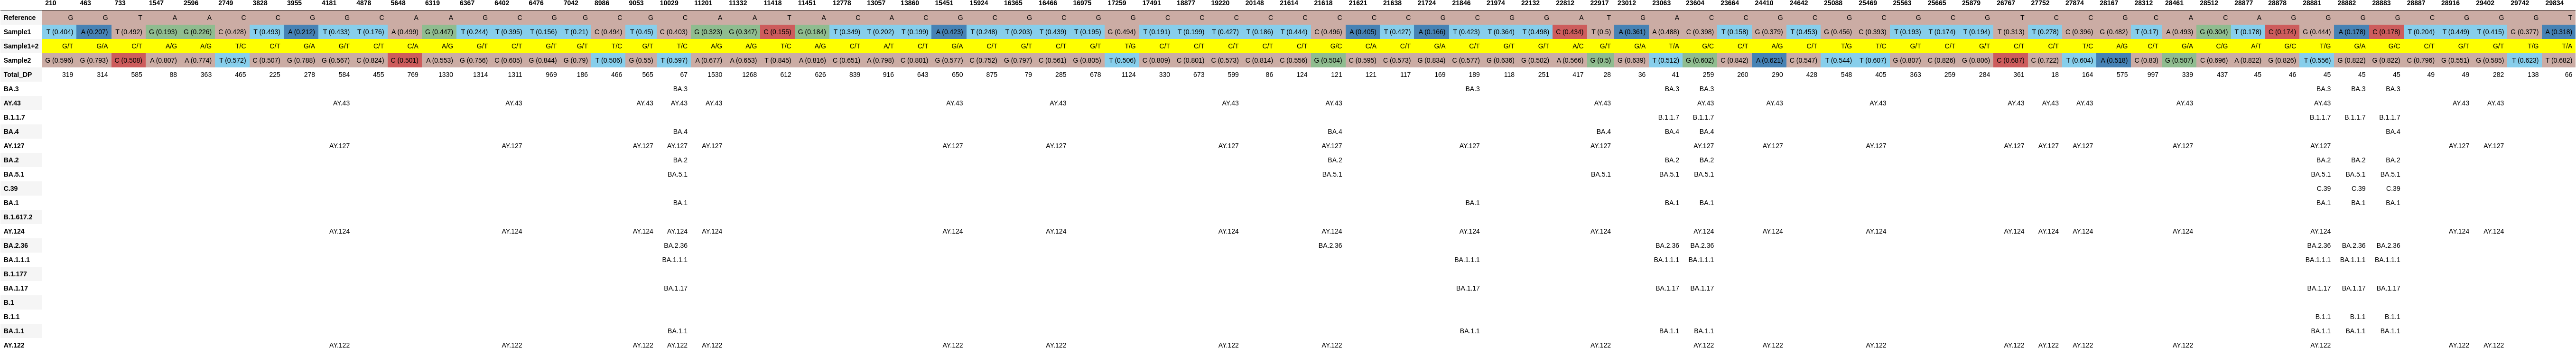 210 463 733 1547 2596 2749 3828 3955 4181 4878 5648 6319 6402 6476 7042 8986 9053 10029 11201 11332 11418 11451 12778 13057 13860 15451 15924 16365 16466 16975 17259 17491 18877 19220 20148 21614 21618 21621 21638 21724 21846 21974 22132 22812 22917 23012 23063 23604 23664 24410 24642 25088 25469 25563 25665 25879 26767 27752 27874 28167 28312 28461 28512 28877 28878 28881 28882 28883 28887 28916 29402 29742 29834
Reference G G T A A C C G G C A A G C G G C G C A A T A C A C G C G C G G C C C C C C C G C G G A T G A C C G C G C G C G T C C G C A C A G G G G C G G G T
Sample1 T (0.404) A (0.207) T (0.492) G (0.193) G (0.226) C (0.428) T (0.493) A (0.212) T (0.433) T (0.176) A (0.499) G (0.447) T (0.244) T (0.395) T (0.156) T (0.21) C (0.494) T (0.45) C (0.403) G (0.323) G (0.347) C (0.155) G (0.184) T (0.349) T (0.202) T (0.199) A (0.423) T (0.248) T (0.203) T (0.439) T (0.195) G (0.494) T (0.191) T (0.199) T (0.427) T (0.186) T (0.444) C (0.496) A (0.405) T (0.427) A (0.166) T (0.423) T (0.364) T (0.498) C (0.434) T (0.5) A (0.361) A (0.488) C (0.398) T (0.158) G (0.379) T (0.453) G (0.456) C (0.393) T (0.193) T (0.174) T (0.194) T (0.313) T (0.278) C (0.396) G (0.482) T (0.17) A (0.493) G (0.304) T (0.178) C (0.174) G (0.444) A (0.178) C (0.178) T (0.204) T (0.449) T (0.415) G (0.377) A (0.318)
Sample1+2 G/T G/A C/T A/G A/G T/C C/T G/A G/T C/T C/A A/G G/T C/T G/T G/T T/C G/T T/C A/G A/G T/C A/G C/T A/T C/T G/A C/T G/T C/T G/T T/G C/T C/T G/T C/T C/T G/C C/A C/T G/A C/T G/T C/T A/C G/T G/A T/A G/C C/T A/G C/T T/G T/C G/T C/T G/T C/T C/T T/C A/G C/T G/A C/G A/T G/C T/G G/A G/C C/T G/T G/T T/G T/A
Sample2 G (0.596) G (0.793) C (0.508) A (0.807) A (0.774) T (0.572) C (0.507) G (0.788) G (0.567) C (0.824) C (0.501) A (0.553) G (0.756) C (0.605) G (0.844) G (0.79) T (0.506) G (0.55) T (0.597) A (0.677) A (0.653) T (0.845) A (0.816) C (0.651) A (0.798) C (0.801) G (0.577) C (0.752) G (0.797) C (0.561) G (0.805) T (0.506) C (0.809) C (0.801) C (0.573) C (0.814) C (0.556) G (0.504) C (0.595) C (0.573) G (0.834) C (0.577) G (0.636) G (0.502) A (0.566) G (0.5) G (0.639) T (0.512) G (0.602) C (0.842) A (0.621) C (0.547) T (0.544) T (0.607) G (0.807) C (0.826) G (0.806) C (0.687) C (0.722) T (0.604) A (0.518) C (0.83) G (0.507) C (0.696) A (0.822) G (0.826) T (0.556) G (0.822) G (0.822) C (0.796) G (0.551) G (0.585) T (0.623) T (0.682)
Total_DP 319 314 585 88 363 465 225 278 584 455 769 1330 1314 1311 969 186 466 565 67 1530 1268 612 626 839 916 643 650 875 79 285 678 1124 330 673 599 86 124 121 121 117 169 189 118 251 417 28 36 41 259 260 290 428 548 405 363 259 284 361 18 164 575 997 339 437 45 46 45 45 45 49 49 282 138 66
BA.3 BA.3 BA.3 BA.3 BA.3 BA.3 BA.3 BA.3
AY.43 AY.43 AY.43 AY.43 AY.43 AY.43 AY.43 AY.43 AY.43 AY.43 AY.43 AY.43 AY.43 AY.43 AY.43 AY.43 AY.43 AY.43 AY.43 AY.43 AY.43
B.1.1.7 B.1.1.7 B.1.1.7 B.1.1.7 B.1.1.7 B.1.1.7
BA.4 BA.4 BA.4 BA.4 BA.4 BA.4 BA.4
AY.127 AY.127 AY.127 AY.127 AY.127 AY.127 AY.127 AY.127 AY.127 AY.127 AY.127 AY.127 AY.127 AY.127 AY.127 AY.127 AY.127 AY.127 AY.127 AY.127 AY.127 AY.127
BA.2 BA.2 BA.2 BA.2 BA.2 BA.2 BA.2 BA.2
BA.5.1 BA.5.1 BA.5.1 BA.5.1 BA.5.1 BA.5.1 BA.5.1 BA.5.1 BA.5.1
C.39 C.39 C.39 C.39
BA.1 BA.1 BA.1 BA.1 BA.1 BA.1 BA.1 BA.1
B.1.617.2
AY.124 AY.124 AY.124 AY.124 AY.124 AY.124 AY.124 AY.124 AY.124 AY.124 AY.124 AY.124 AY.124 AY.124 AY.124 AY.124 AY.124 AY.124 AY.124 AY.124 AY.124 AY.124
BA.2.36 BA.2.36 BA.2.36 BA.2.36 BA.2.36 BA.2.36 BA.2.36 BA.2.36
BA.1.1.1 BA.1.1.1 BA.1.1.1 BA.1.1.1 BA.1.1.1 BA.1.1.1 BA.1.1.1 BA.1.1.1
B.1.177
BA.1.17 BA.1.17 BA.1.17 BA.1.17 BA.1.17 BA.1.17 BA.1.17 BA.1.17
B.1
B.1.1 B.1.1 B.1.1 B.1.1
BA.1.1 BA.1.1 BA.1.1 BA.1.1 BA.1.1 BA.1.1 BA.1.1 BA.1.1
AY.122 AY.122 AY.122 AY.122 AY.122 AY.122 AY.122 AY.122 AY.122 AY.122 AY.122 AY.122 AY.122 AY.122 AY.122 AY.122 AY.122 AY.122 AY.122 AY.122 AY.122